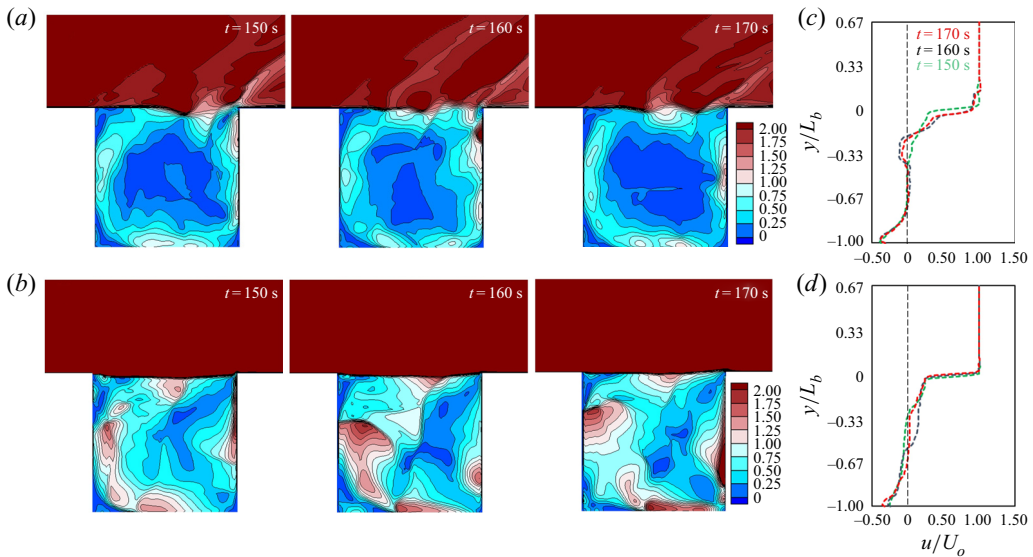 (a)
t = 150 s
t = 160 s
t = 170 s
2.00
1.75
1.50
1.25
1.00
0.75
0.50
0.25
0
(c)
0.67
t = 170 s
t = 160 s
t = 150 s
0.33
0
–0.33
–0.67
–1.00
y/L_b
–0.50 0 0.50 1.00 1.50
(b)
t = 150 s
t = 160 s
t = 170 s
2.00
1.75
1.50
1.25
1.00
0.75
0.50
0.25
0
(d)
0.67
0.33
0
–0.33
–0.67
–1.00
y/L_b
–0.50 0 0.50 1.00 1.50
u/U_o